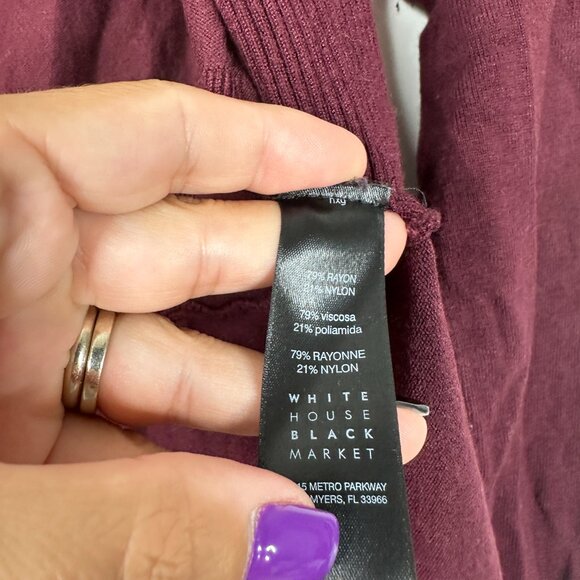 79% RAYON
21% NYLON
79% viscosa
21% poliamida
79% RAYONNE
21% NYLON
WHITE
HOUSE
BLACK
MARKET
METRO PARKWAY
MYERS, FL 33966